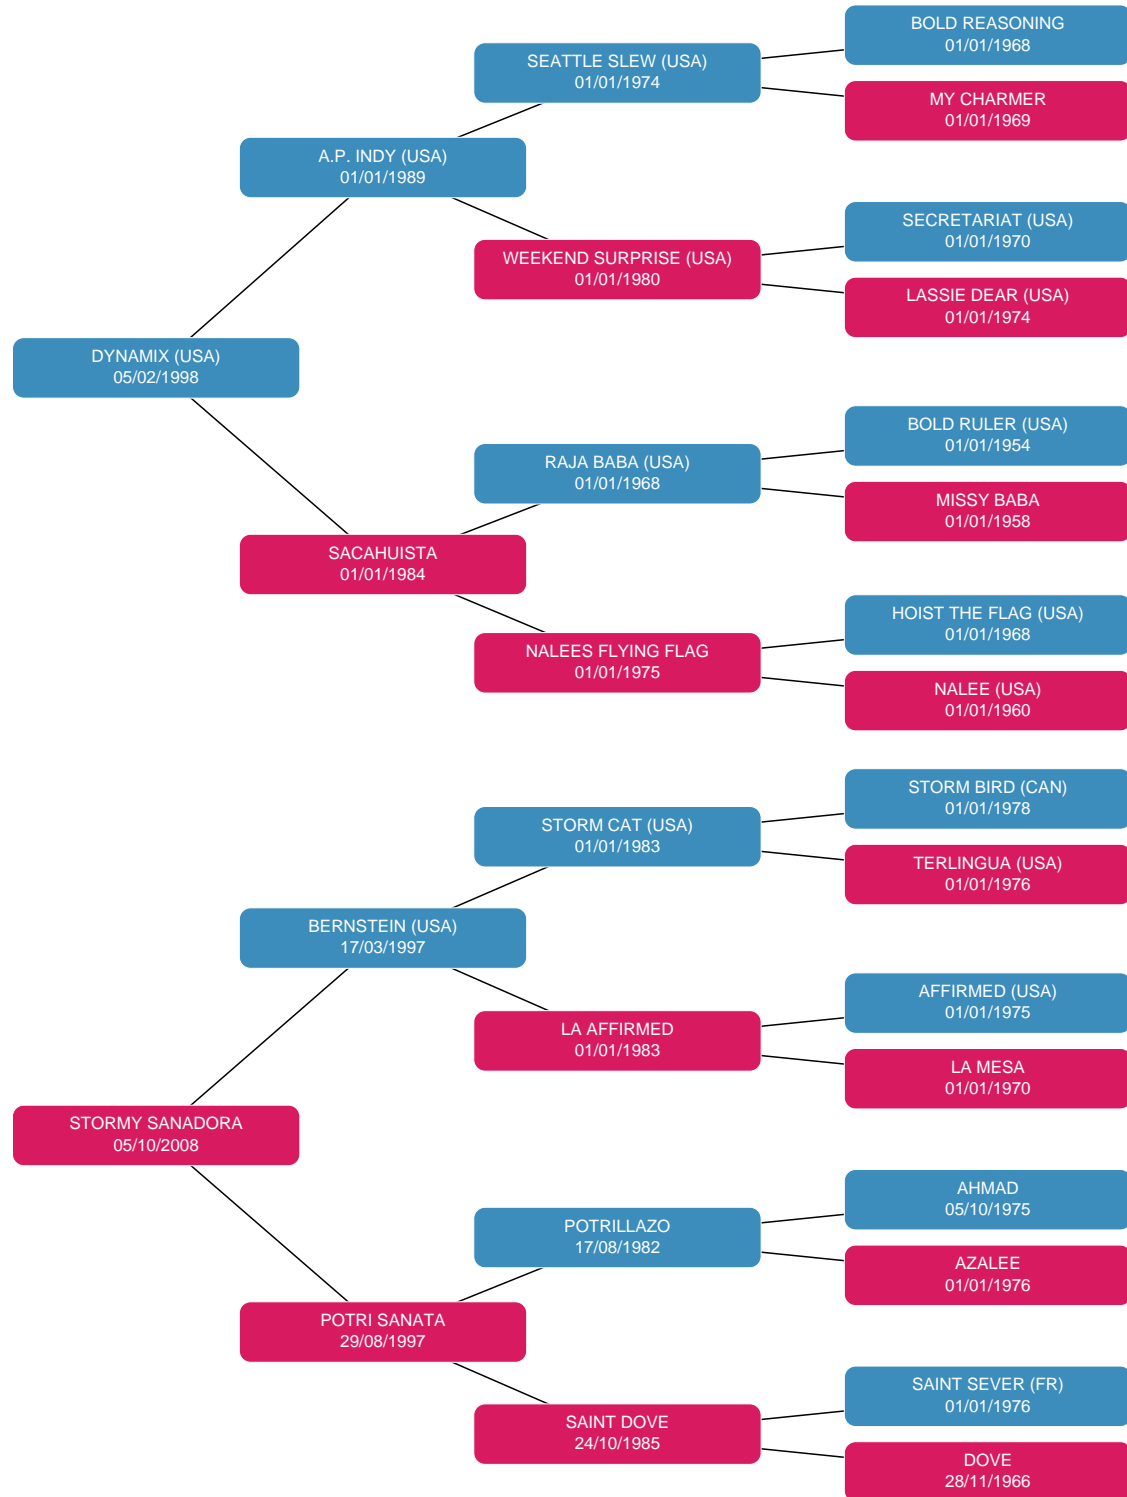 BOLD REASONING
01/01/1968
SEATTLE SLEW (USA)
01/01/1974
MY CHARMER
01/01/1969
A.P. INDY (USA)
01/01/1989
SECRETARIAT (USA)
01/01/1970
WEEKEND SURPRISE (USA)
01/01/1980
LASSIE DEAR (USA)
01/01/1974
DYNAMIX (USA)
05/02/1998
BOLD RULER (USA)
01/01/1954
RAJA BABA (USA)
01/01/1968
MISSY BABA
01/01/1958
SACAHUISTA
01/01/1984
HOIST THE FLAG (USA)
01/01/1968
NALEES FLYING FLAG
01/01/1975
NALEE (USA)
01/01/1960
STORM BIRD (CAN)
01/01/1978
STORM CAT (USA)
01/01/1983
TERLINGUA (USA)
01/01/1976
BERNSTEIN (USA)
17/03/1997
AFFIRMED (USA)
01/01/1975
LA AFFIRMED
01/01/1983
LA MESA
01/01/1970
STORMY SANADORA
05/10/2008
AHMAD
05/10/1975
POTRILLAZO
17/08/1982
AZALEE
01/01/1976
POTRI SANATA
29/08/1997
SAINT SEVER (FR)
01/01/1976
SAINT DOVE
24/10/1985
DOVE
28/11/1966